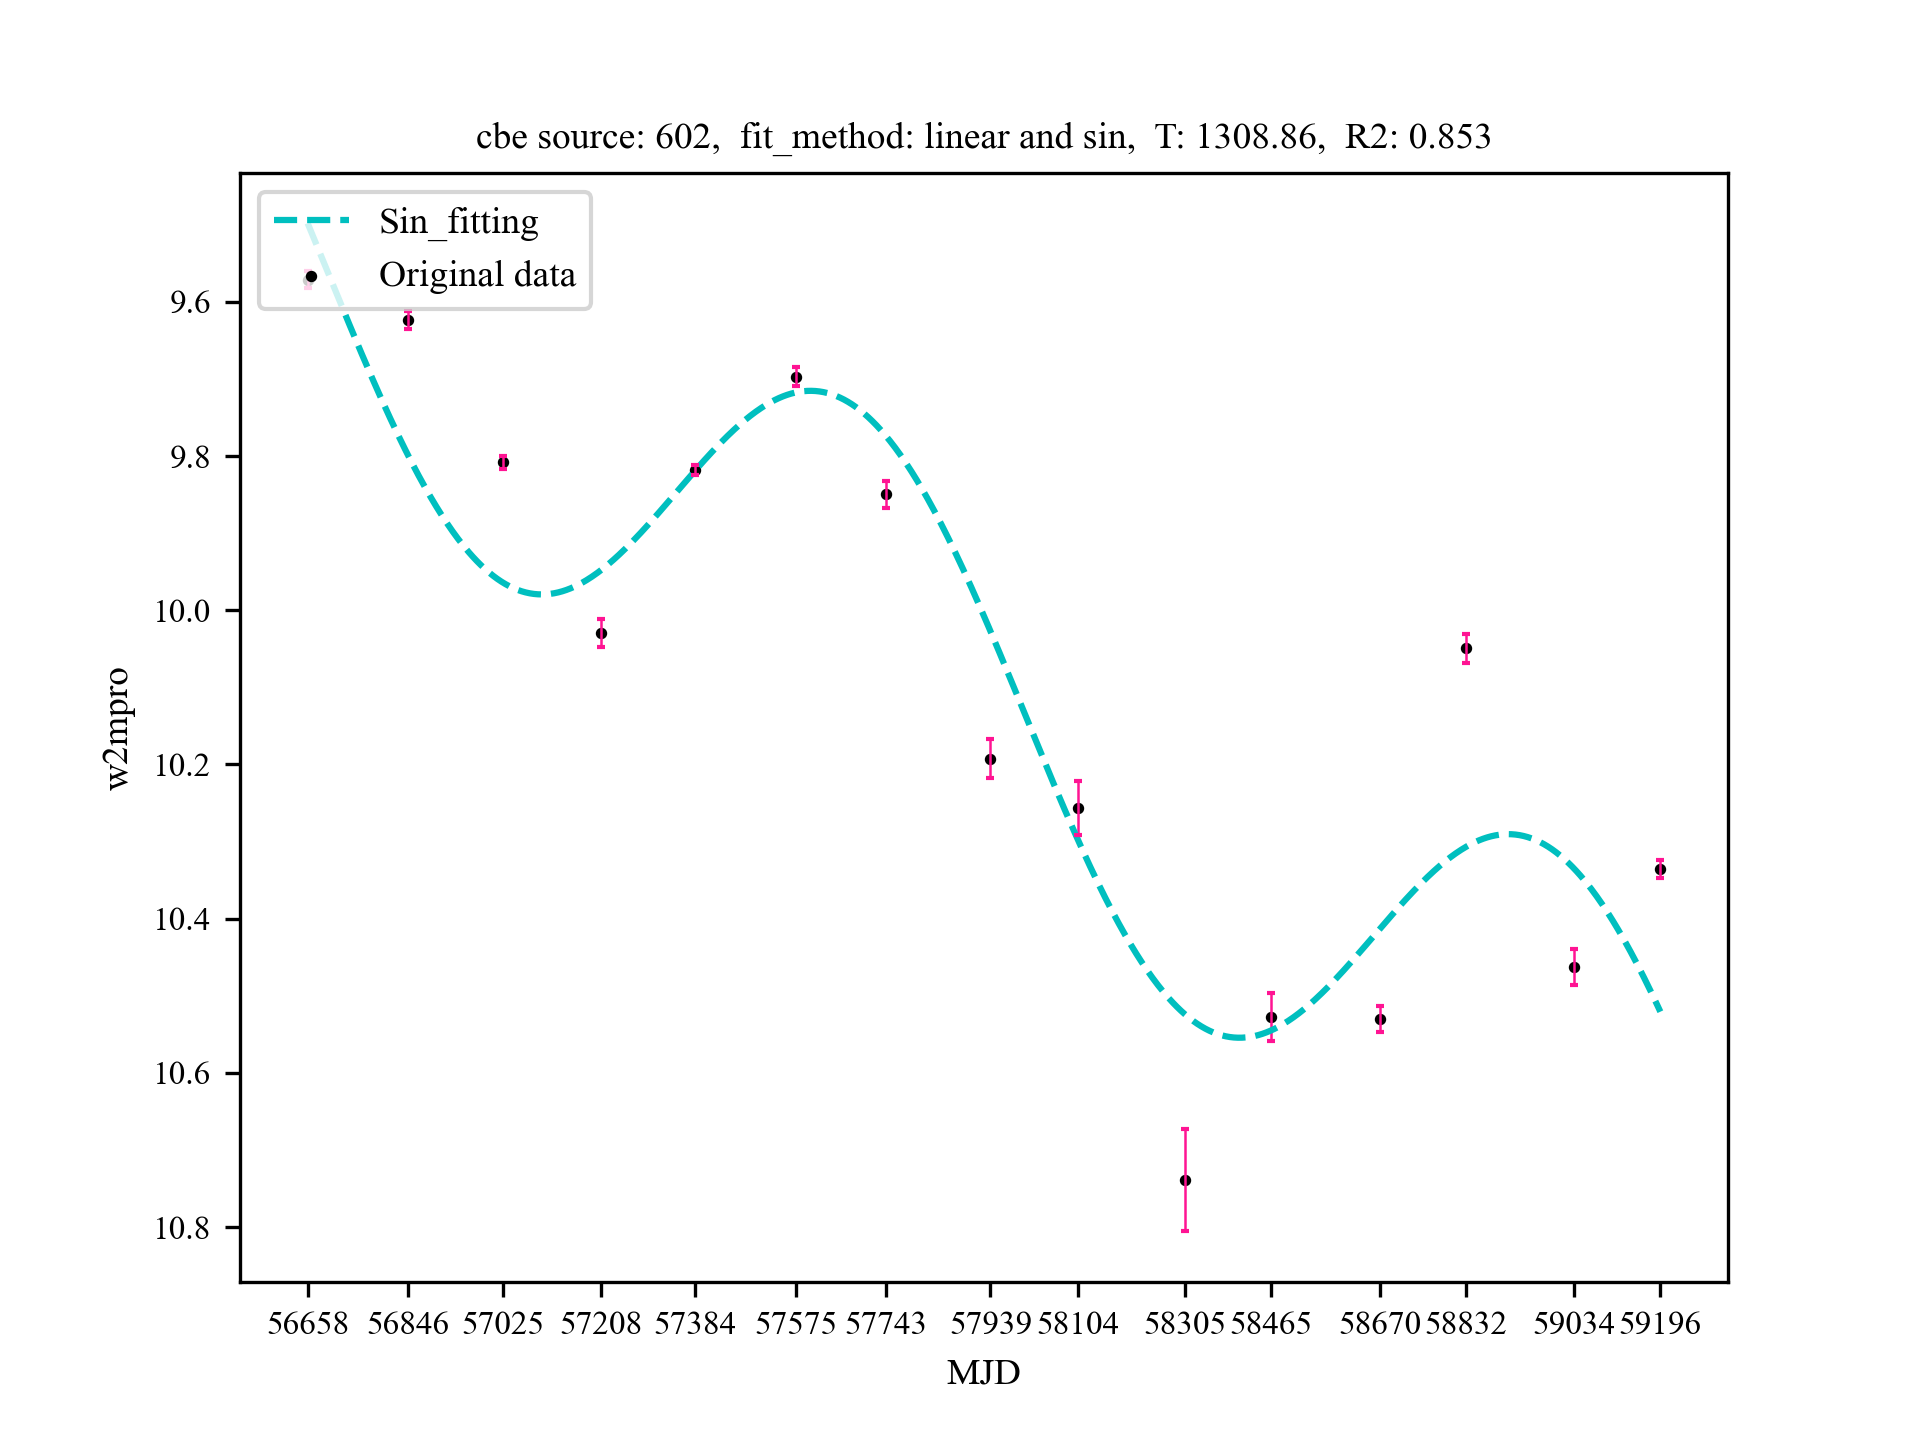 cbe source: 602, fit_method: linear and sin, T: 1308.86, R2: 0.853
Sin_fitting
Original data
9.6
9.8
10.0
10.2
10.4
10.6
10.8
w2mpro
56658 56846 57025 57208 57384 57575 57743 57939 58104 58305 58465 58670 58832 59034 59196
MJD